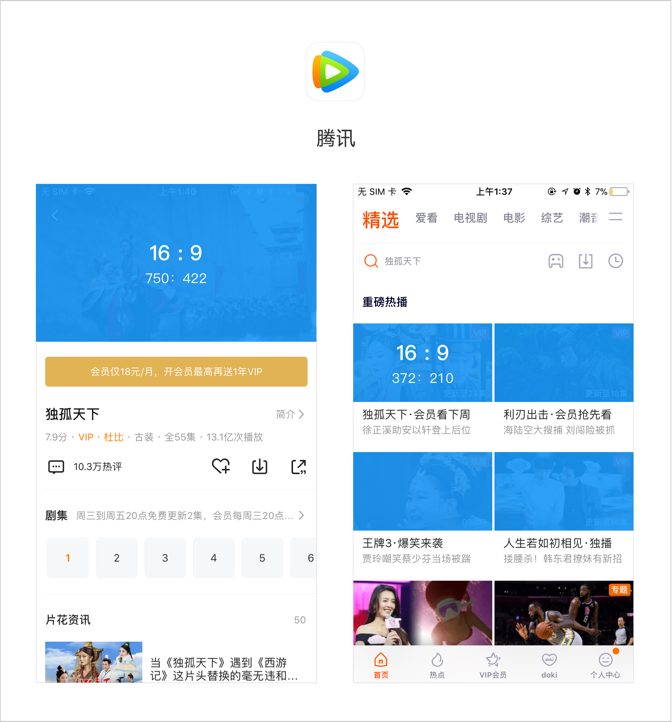 腾讯
无 SIM 卡
上午1:40
16 : 9
750：422
会员仅18元/月，开会员最高再送1年VIP
独孤天下
简介
7.9分 · VIP · 杜比 · 古装 · 全55集 · 13.1亿次播放
10.3万热评
剧集 周三到周五20点免费更新2集，会员每周三20点...
1 2 3 4 5 6
片花资讯 50
当《独孤天下》遇到《西游
记》这片头替换的毫无违和...
无 SIM 卡 上午1:37 7%
精选 爱看 电视剧 电影 综艺 潮音
独孤天下
重磅热播
16 : 9
372：210
独孤天下·会员看下周
徐正溪助安以轩登上后位
利刃出击·会员抢先看
海陆空大搜捕 刘闯险被抓
王牌3·爆笑来袭
贾玲嘲笑蔡少芬当场被踹
人生若如初相见·独播
搂腰杀！韩东君撩妹有新招
专题
首页 热点 VIP会员 doki 个人中心